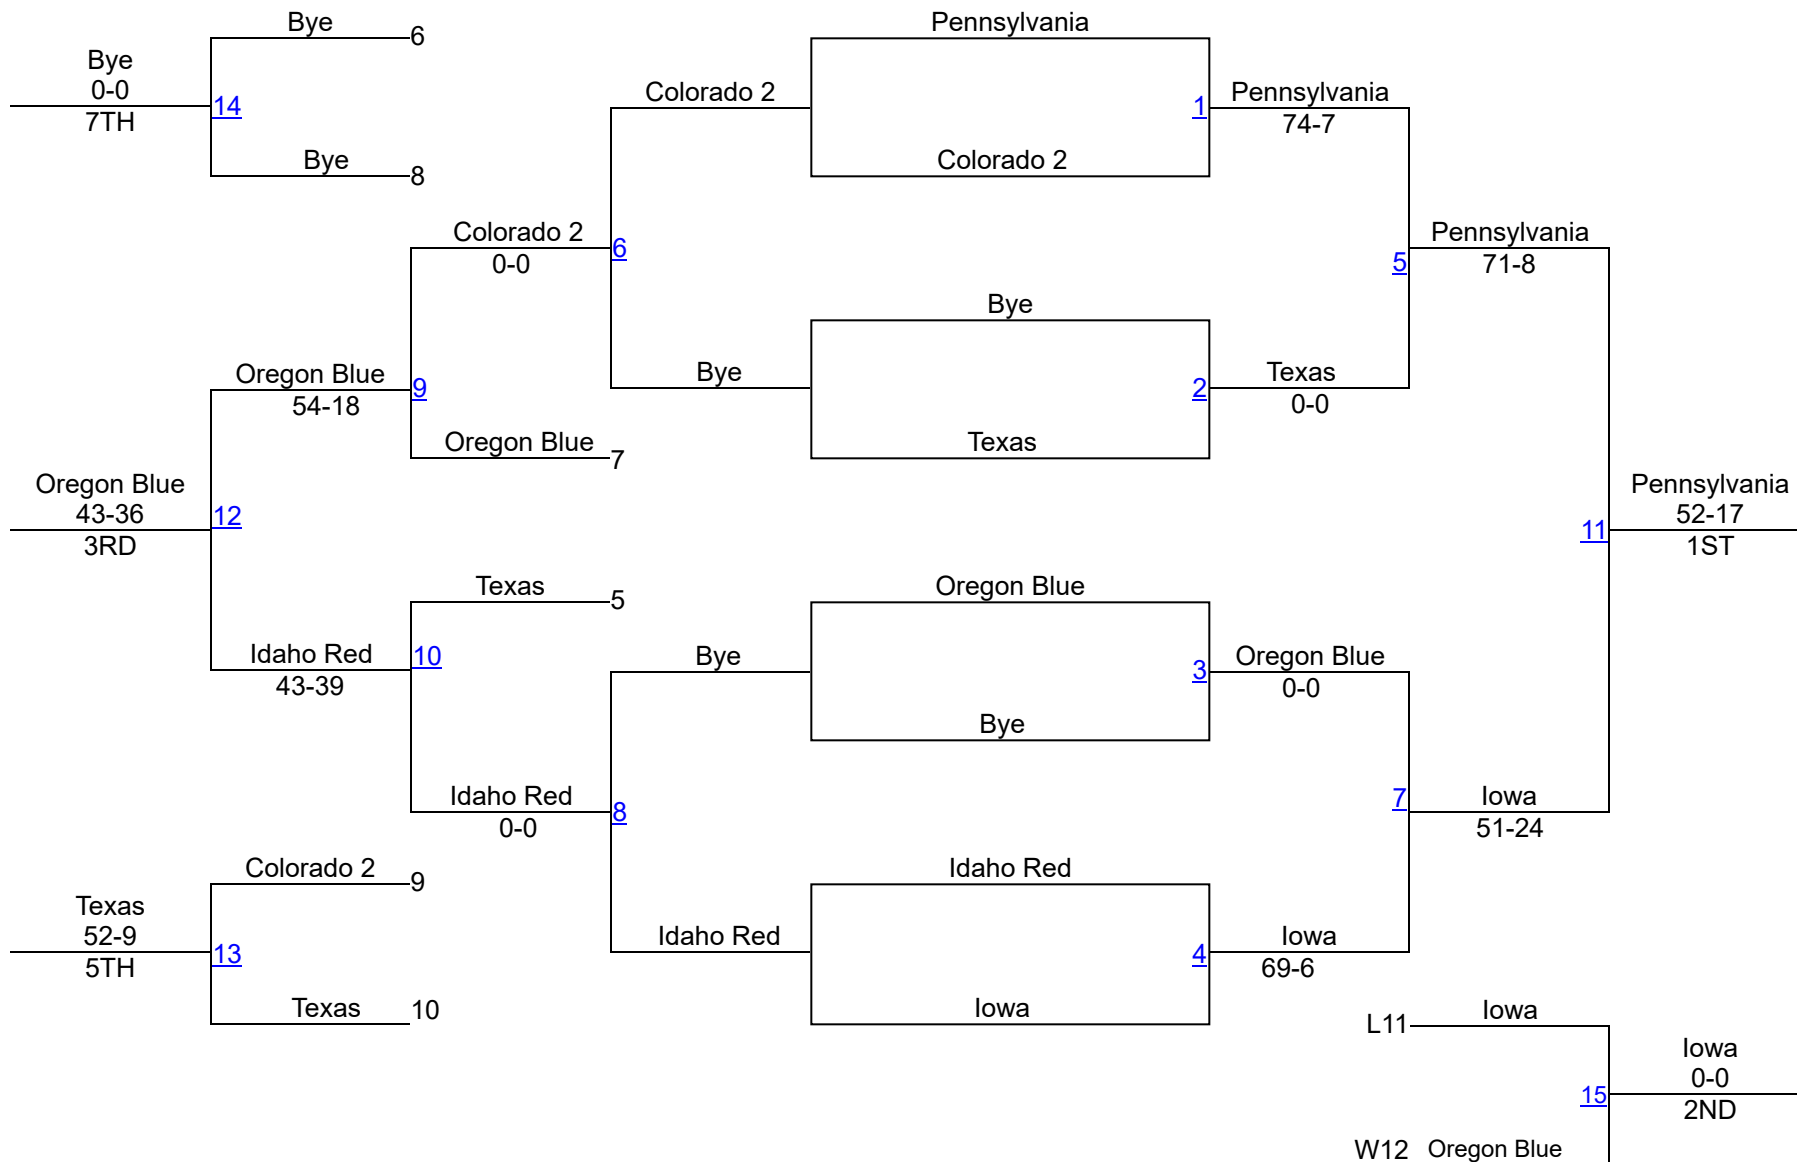 Bye
6
Bye
0-0
7TH
14
Bye
8
Colorado 2
Pennsylvania
1
Colorado 2
Pennsylvania
74-7
Colorado 2
0-0
6
Pennsylvania
71-8
5
Bye
Bye
2
Texas
Texas
0-0
Oregon Blue
54-18
9
Oregon Blue
7
Oregon Blue
43-36
3RD
12
Pennsylvania
52-17
1ST
11
Texas
5
Oregon Blue
Idaho Red
43-39
10
Bye
3
Bye
Oregon Blue
0-0
Idaho Red
0-0
8
7
Iowa
51-24
Colorado 2
9
Idaho Red
Texas
52-9
5TH
13
Idaho Red
4
Iowa
69-6
Texas
10
Iowa
L11
Iowa
Iowa
0-0
2ND
15
W12
Oregon Blue